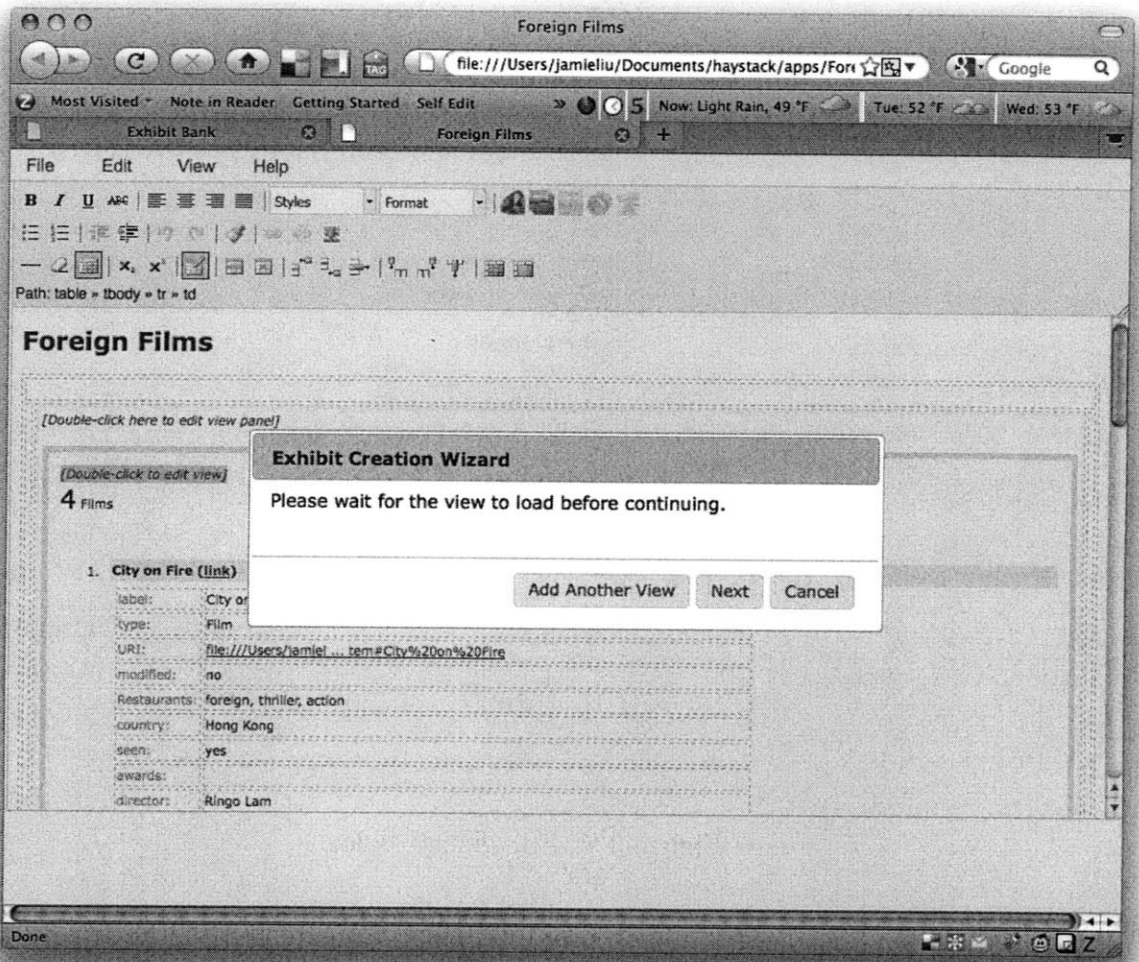 Foreign Films
TAG
file:///Users/jamieliu/Documents/haystack/apps/Fore
Google
Most Visited
Note in Reader
Getting Started
Self Edit
»
5
Now: Light Rain, 49 °F
Tue: 52 °F
Wed: 53 °F
Exhibit Bank
Foreign Films
+
File
Edit
View
Help
B I U ABC
Styles
Format
Path: table » tbody » tr » td
Foreign Films
[Double-click here to edit view panel]
[Double-click to edit view]
4 Films
Exhibit Creation Wizard
Please wait for the view to load before continuing.
Add Another View
Next
Cancel
1. City on Fire (link)
label: City or
type: Film
URI: file:///Users/jamiel ... tem#City%20on%20Fire
modified: no
Restaurants: foreign, thriller, action
country: Hong Kong
seen: yes
awards:
director: Ringo Lam
Done
Z